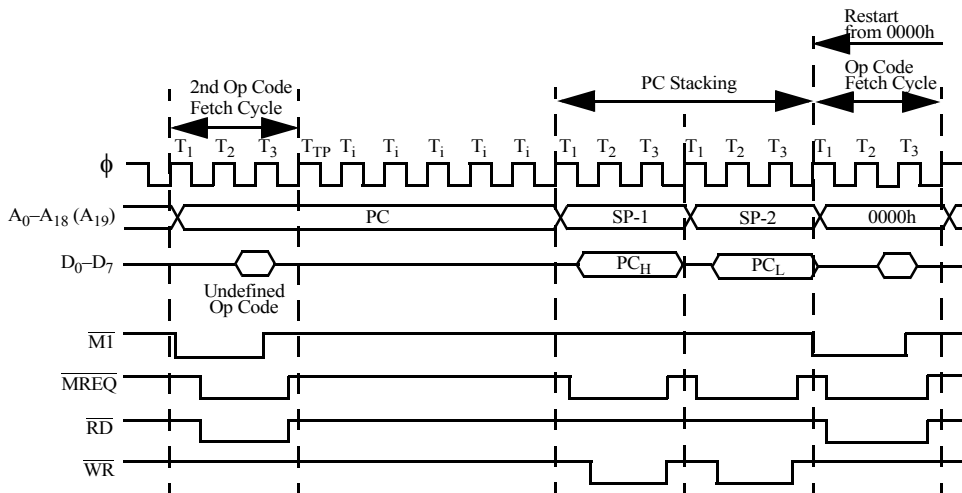 Restart
from 0000h
2nd Op Code
Fetch Cycle
PC Stacking
Op Code
Fetch Cycle
T1 T2 T3 TTP Ti Ti Ti Ti Ti T1 T2 T3 T1 T2 T3 T1 T2 T3
ϕ
A0–A18 (A19) PC SP-1 SP-2 0000h
D0–D7 PCH PCL
Undefined
Op Code
M1
MREQ
RD
WR